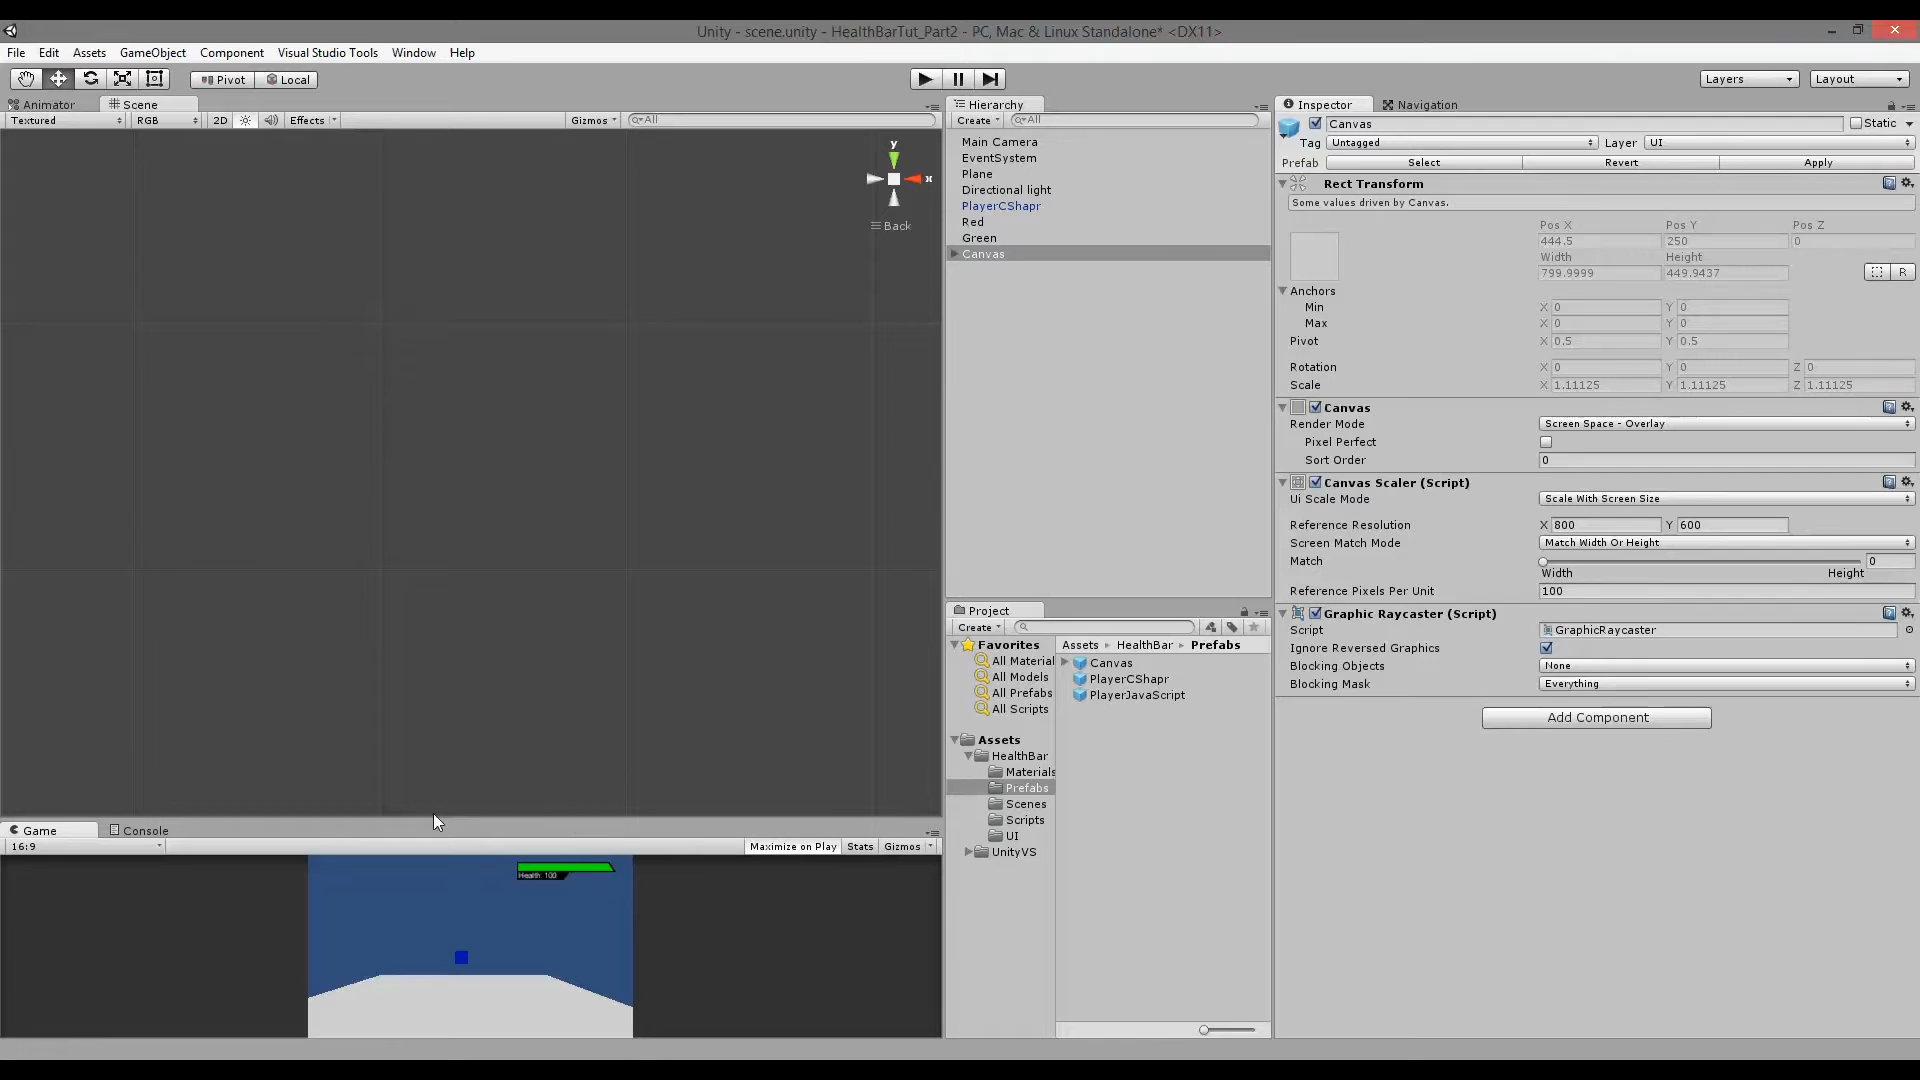 Unity - scene.unity - HealthBarTut_Part2 - PC, Mac & Linux Standalone* <DX11>
File Edit Assets GameObject Component Visual Studio Tools Window Help
Pivot Local Layers Layout
Animator Scene
Textured RGB 2D Effects Gizmos All
y
x
Back
Game Console
16:9 Maximize on Play Stats Gizmos
Health: 100
Hierarchy
Create All
Main Camera
EventSystem
Plane
Directional light
PlayerCShapr
Red
Green
Canvas
Project
Create
Favorites
All Material
All Models
All Prefabs
All Scripts
Assets
HealthBar
Materials
Prefabs
Scenes
Scripts
UI
UnityVS
Assets HealthBar Prefabs
Canvas
PlayerCShapr
PlayerJavaScript
Inspector Navigation
Canvas Static
Tag Untagged Layer UI
Prefab Select Revert Apply
Rect Transform
Some values driven by Canvas.
Pos X Pos Y Pos Z
444.5 250 0
Width Height
799.9999 449.9437 R
Anchors
Min X 0 Y 0
Max X 0 Y 0
Pivot X 0.5 Y 0.5
Rotation X 0 Y 0 Z 0
Scale X 1.11125 Y 1.11125 Z 1.11125
Canvas
Render Mode Screen Space - Overlay
Pixel Perfect
Sort Order 0
Canvas Scaler (Script)
Ui Scale Mode Scale With Screen Size
Reference Resolution X 800 Y 600
Screen Match Mode Match Width Or Height
Match 0
Width Height
Reference Pixels Per Unit 100
Graphic Raycaster (Script)
Script GraphicRaycaster
Ignore Reversed Graphics
Blocking Objects None
Blocking Mask Everything
Add Component